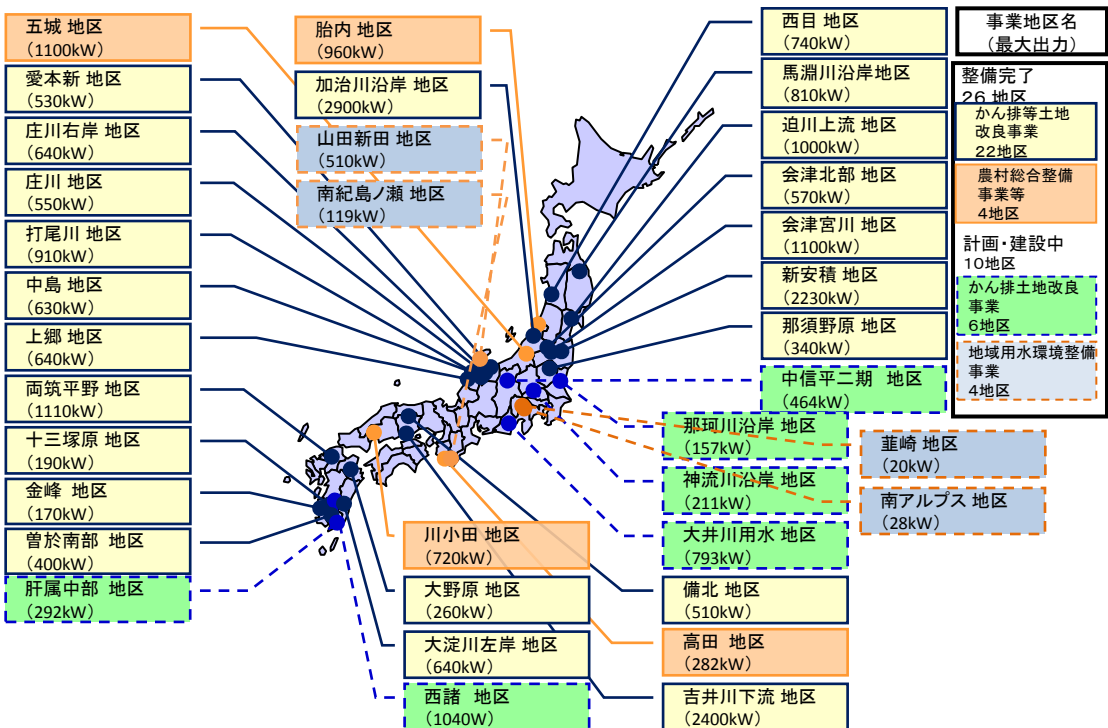 五城 地区
（1100kW）
愛本新 地区
（530kW）
庄川右岸 地区
（640kW）
庄川 地区
（550kW）
打尾川 地区
（910kW）
中島 地区
（630kW）
上郷 地区
（640kW）
両筑平野 地区
（1110kW）
十三塚原 地区
（190kW）
金峰 地区
（170kW）
曽於南部 地区
（400kW）
肝属中部 地区
（292kW）
胎内 地区
（960kW）
加治川沿岸 地区
（2900kW）
山田新田 地区
（510kW）
南紀島ノ瀬 地区
（119kW）
川小田 地区
（720kW）
大野原 地区
（260kW）
大淀川左岸 地区
（640kW）
西諸 地区
（1040W）
西目 地区
（740kW）
馬淵川沿岸地区
（810kW）
迫川上流 地区
（1000kW）
会津北部 地区
（570kW）
会津宮川 地区
（1100kW）
新安積 地区
（2230kW）
那須野原 地区
（340kW）
中信平二期 地区
（464kW）
那珂川沿岸 地区
（157kW）
神流川沿岸 地区
（211kW）
大井川用水 地区
（793kW）
備北 地区
（510kW）
高田 地区
（282kW）
吉井川下流 地区
（2400kW）
韮崎 地区
（20kW）
南アルプス 地区
（28kW）
事業地区名
（最大出力）
整備完了
26 地区
かん排等土地
改良事業
22地区
農村総合整備
事業等
4地区
計画・建設中
10地区
かん排土地改良
事業
6地区
地域用水環境整備
事業
4地区